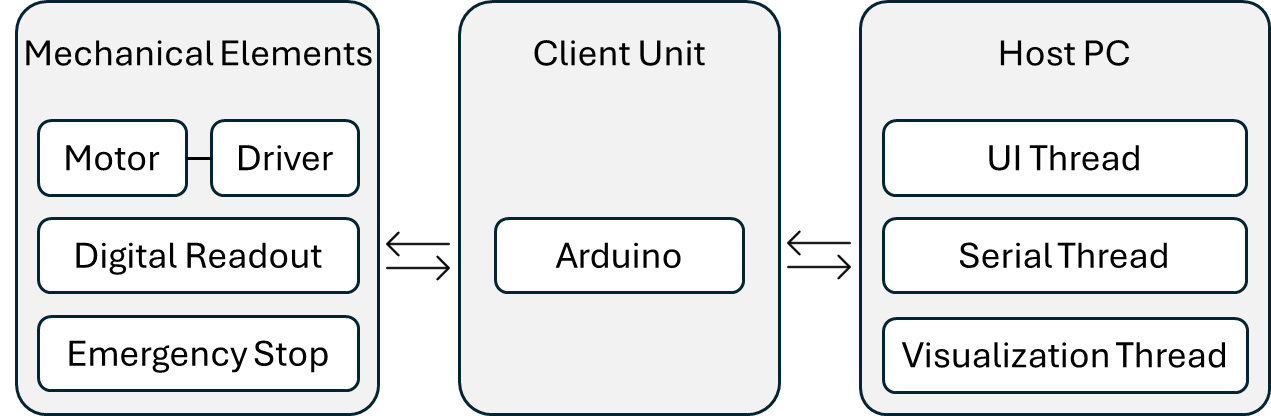 Mechanical Elements
Motor
Driver
Digital Readout
Emergency Stop
Client Unit
Arduino
Host PC
UI Thread
Serial Thread
Visualization Thread